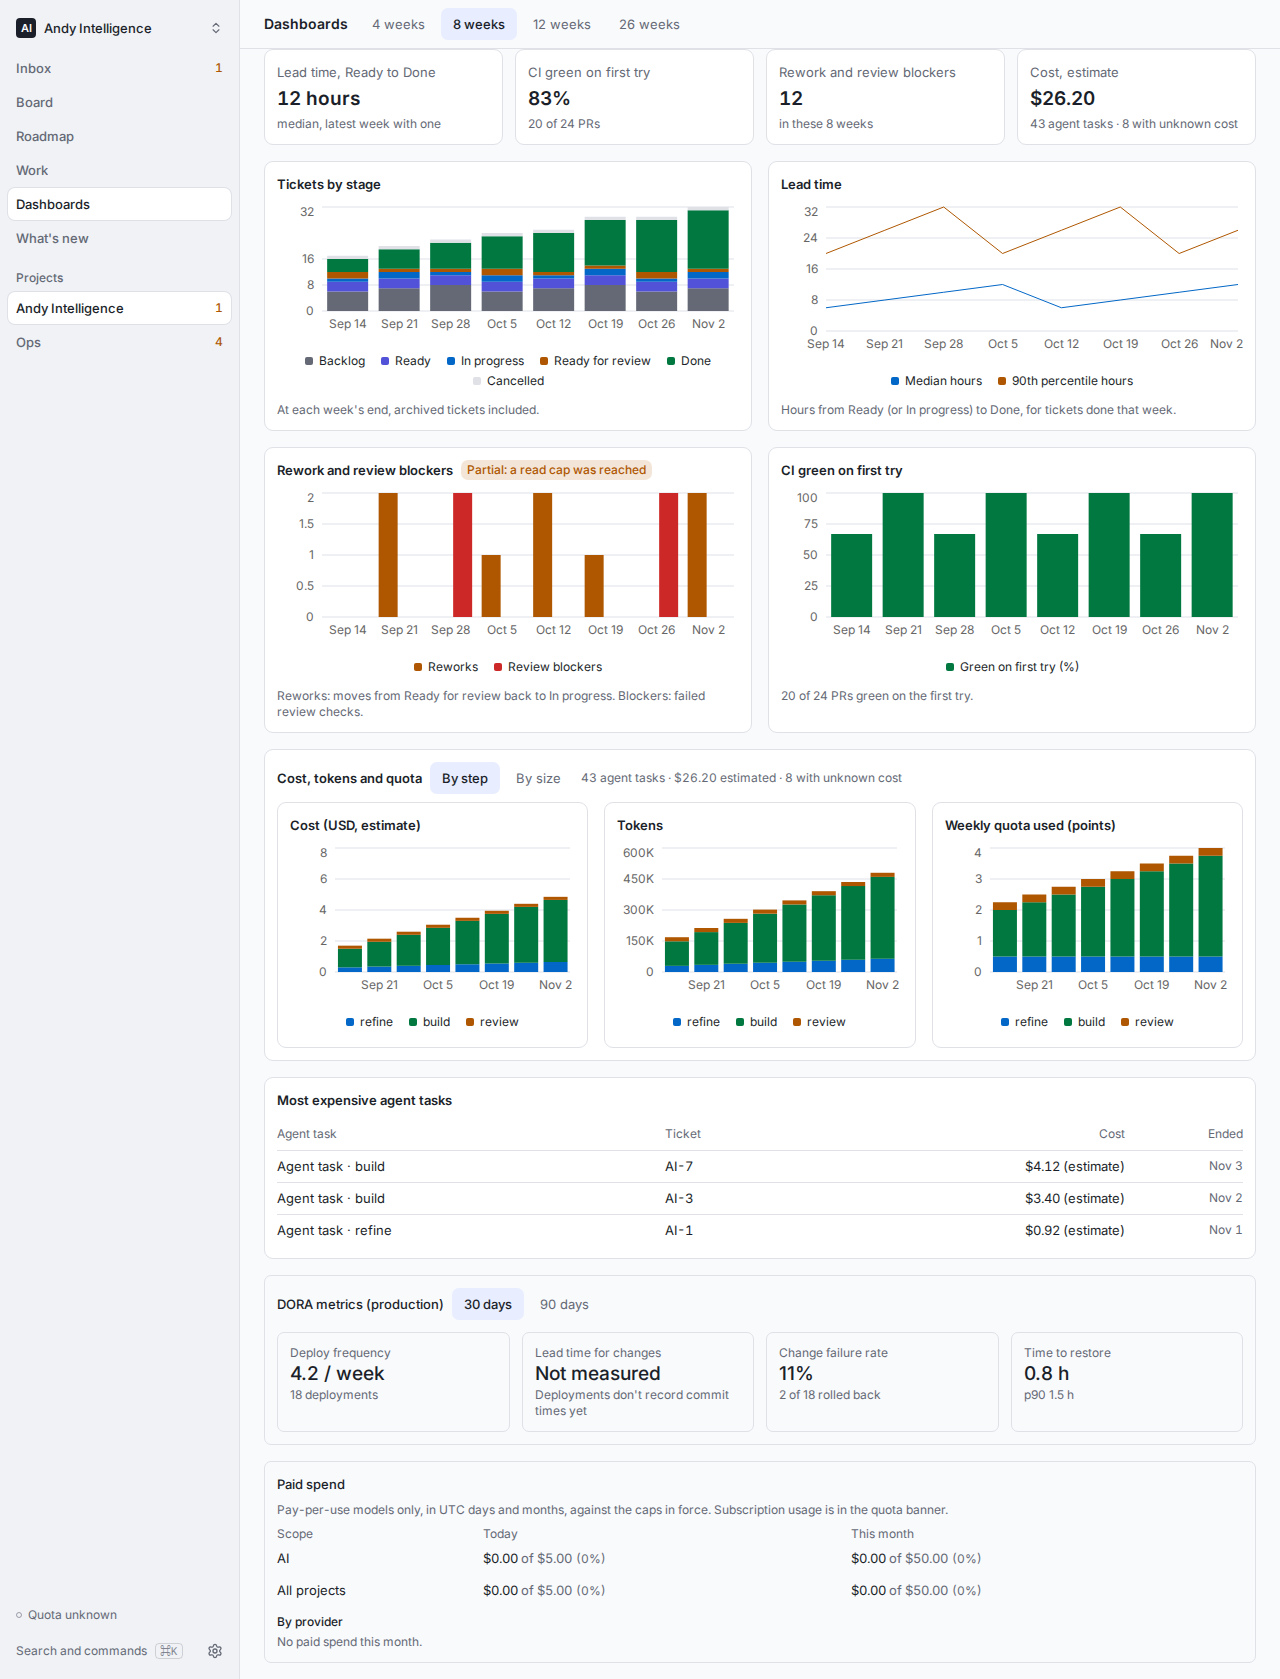 AI Andy Intelligence
Inbox 1
Board
Roadmap
Work
Dashboards
What's new
Projects
Andy Intelligence 1
Ops 4
Quota unknown
Search and commands ⌘K
Dashboards 4 weeks 8 weeks 12 weeks 26 weeks
Lead time, Ready to Done
12 hours
median, latest week with one
CI green on first try
83%
20 of 24 PRs
Rework and review blockers
12
in these 8 weeks
Cost, estimate
$26.20
43 agent tasks · 8 with unknown cost
Tickets by stage
32
16
8
0
Sep 14 Sep 21 Sep 28 Oct 5 Oct 12 Oct 19 Oct 26 Nov 2
Backlog Ready In progress Ready for review Done
Cancelled
At each week's end, archived tickets included.
Lead time
32
24
16
8
0
Sep 14 Sep 21 Sep 28 Oct 5 Oct 12 Oct 19 Oct 26 Nov 2
Median hours 90th percentile hours
Hours from Ready (or In progress) to Done, for tickets done that week.
Rework and review blockers Partial: a read cap was reached
2
1.5
1
0.5
0
Sep 14 Sep 21 Sep 28 Oct 5 Oct 12 Oct 19 Oct 26 Nov 2
Reworks Review blockers
Reworks: moves from Ready for review back to In progress. Blockers: failed
review checks.
CI green on first try
100
75
50
25
0
Sep 14 Sep 21 Sep 28 Oct 5 Oct 12 Oct 19 Oct 26 Nov 2
Green on first try (%)
20 of 24 PRs green on the first try.
Cost, tokens and quota By step By size 43 agent tasks · $26.20 estimated · 8 with unknown cost
Cost (USD, estimate)
8
6
4
2
0
Sep 21 Oct 5 Oct 19 Nov 2
refine build review
Tokens
600K
450K
300K
150K
0
Sep 21 Oct 5 Oct 19 Nov 2
refine build review
Weekly quota used (points)
4
3
2
1
0
Sep 21 Oct 5 Oct 19 Nov 2
refine build review
Most expensive agent tasks
Agent task Ticket Cost Ended
Agent task · build AI-7 $4.12 (estimate) Nov 3
Agent task · build AI-3 $3.40 (estimate) Nov 2
Agent task · refine AI-1 $0.92 (estimate) Nov 1
DORA metrics (production) 30 days 90 days
Deploy frequency
4.2 / week
18 deployments
Lead time for changes
Not measured
Deployments don't record commit
times yet
Change failure rate
11%
2 of 18 rolled back
Time to restore
0.8 h
p90 1.5 h
Paid spend
Pay-per-use models only, in UTC days and months, against the caps in force. Subscription usage is in the quota banner.
Scope Today This month
AI $0.00 of $5.00 (0%) $0.00 of $50.00 (0%)
All projects $0.00 of $5.00 (0%) $0.00 of $50.00 (0%)
By provider
No paid spend this month.